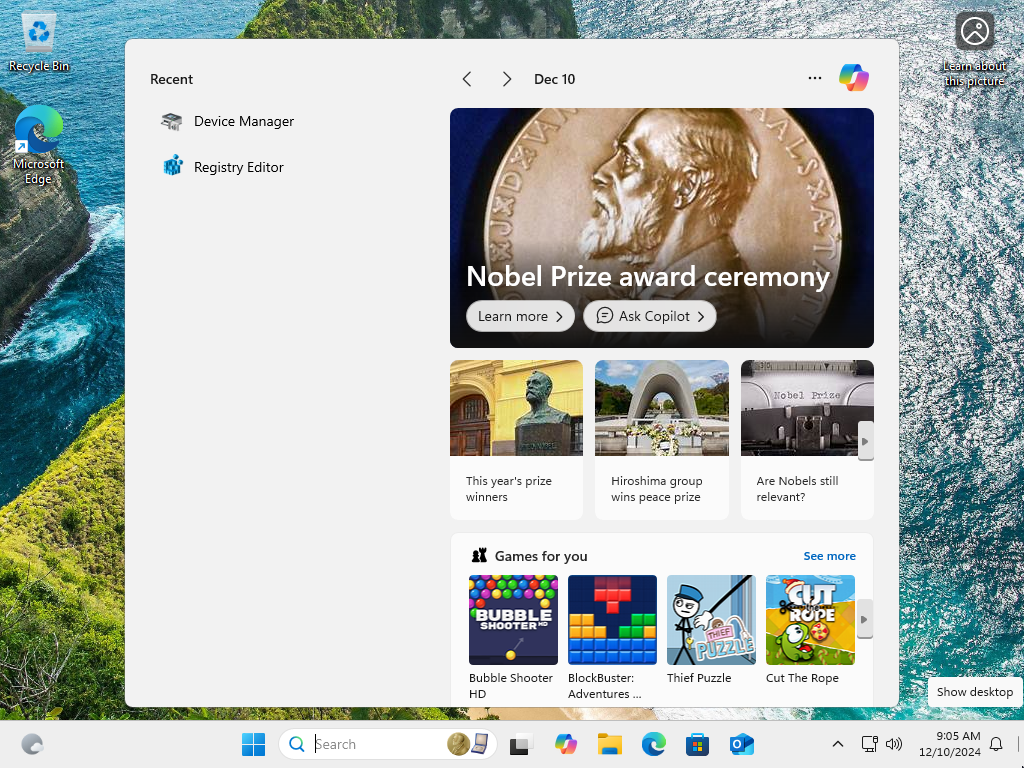 Recycle Bin
Microsoft
Edge
Learn about
this picture
Recent
Device Manager
Registry Editor
Dec 10
Nobel Prize award ceremony
Learn more
Ask Copilot
This year's prize
winners
Nobel Prize
Hiroshima group
wins peace prize
Are Nobels still
relevant?
Games for you
See more
BUBBLE
SHOOTER HD
THIEF
PUZZLE
CUT
THE
ROPE
Bubble Shooter
HD
BlockBuster:
Adventures ...
Thief Puzzle
Cut The Rope
Show desktop
Search
9:05 AM
12/10/2024